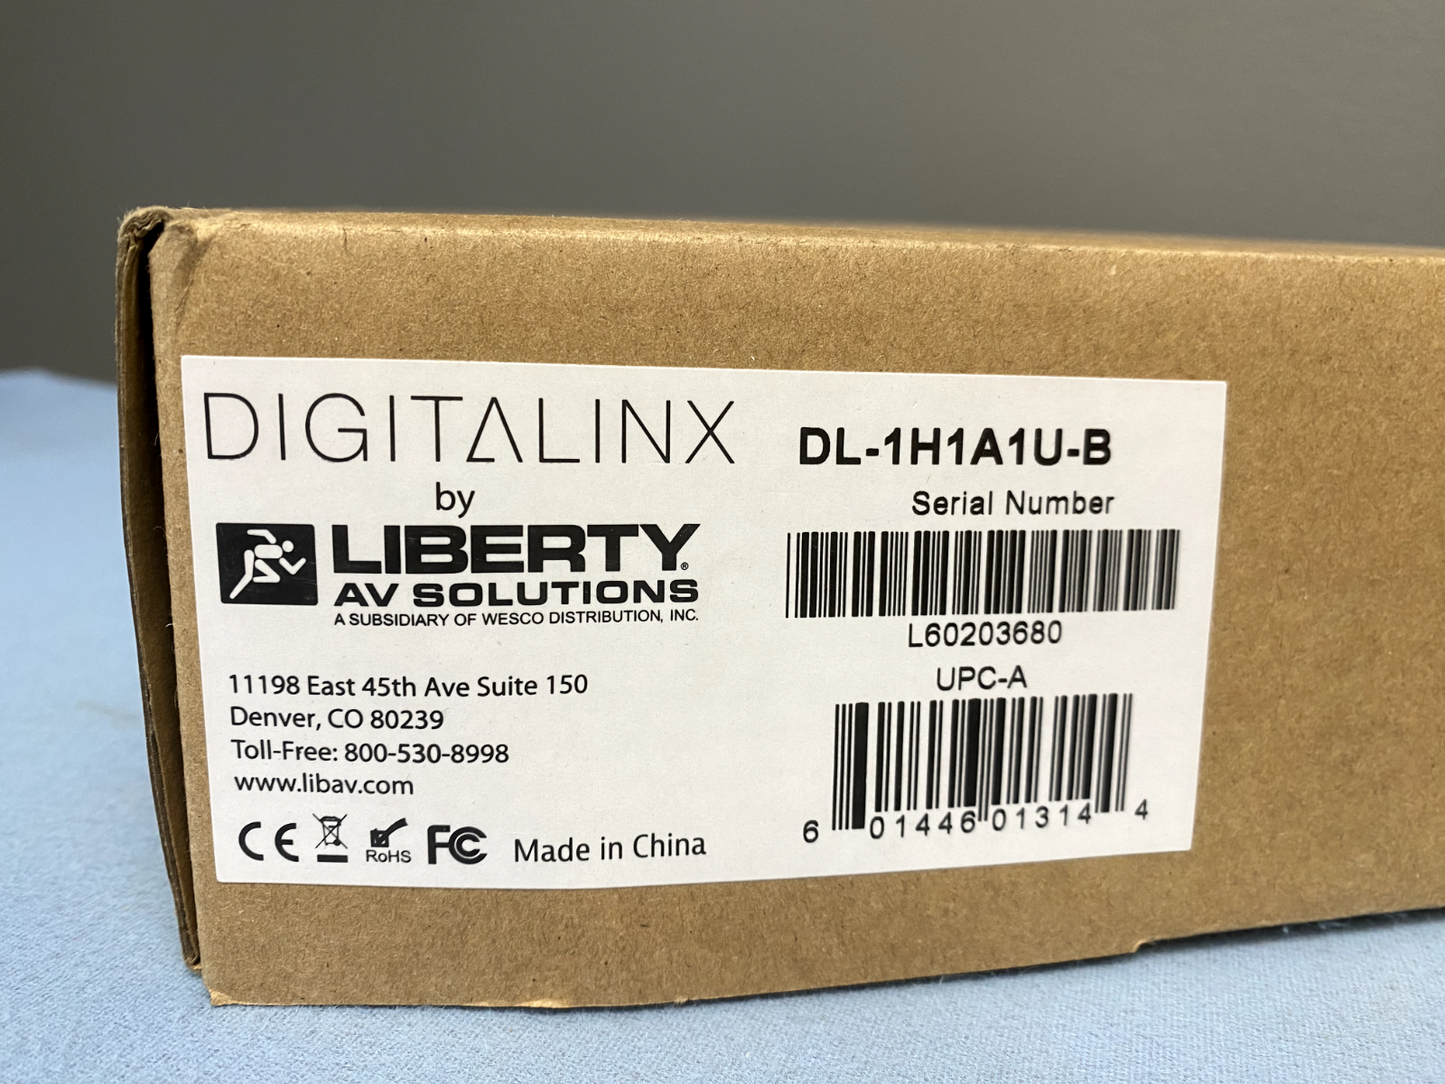 DIGITALINX
by
LIBERTY®
AV SOLUTIONS
A SUBSIDIARY OF WESCO DISTRIBUTION, INC.
11198 East 45th Ave Suite 150
Denver, CO 80239
Toll-Free: 800-530-8998
www.libav.com
CE RoHS FC Made in China
DL-1H1A1U-B
Serial Number
L60203680
UPC-A
6 01446 01314 4